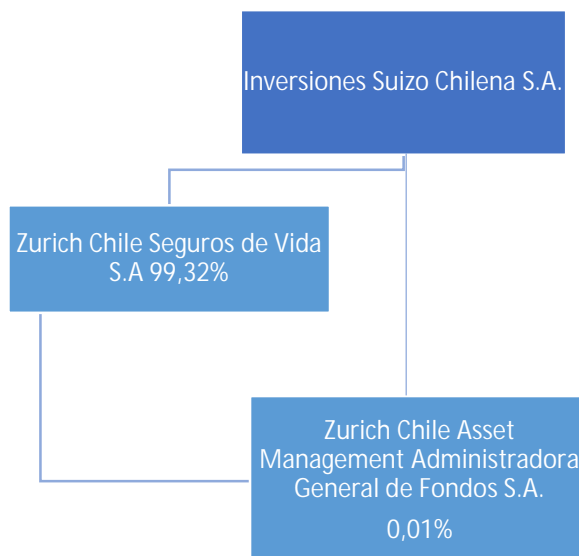 Inversiones Suizo Chilena S.A.
Zurich Chile Seguros de Vida
S.A 99,32%
Zurich Chile Asset
Management Administradora
General de Fondos S.A.
0,01%